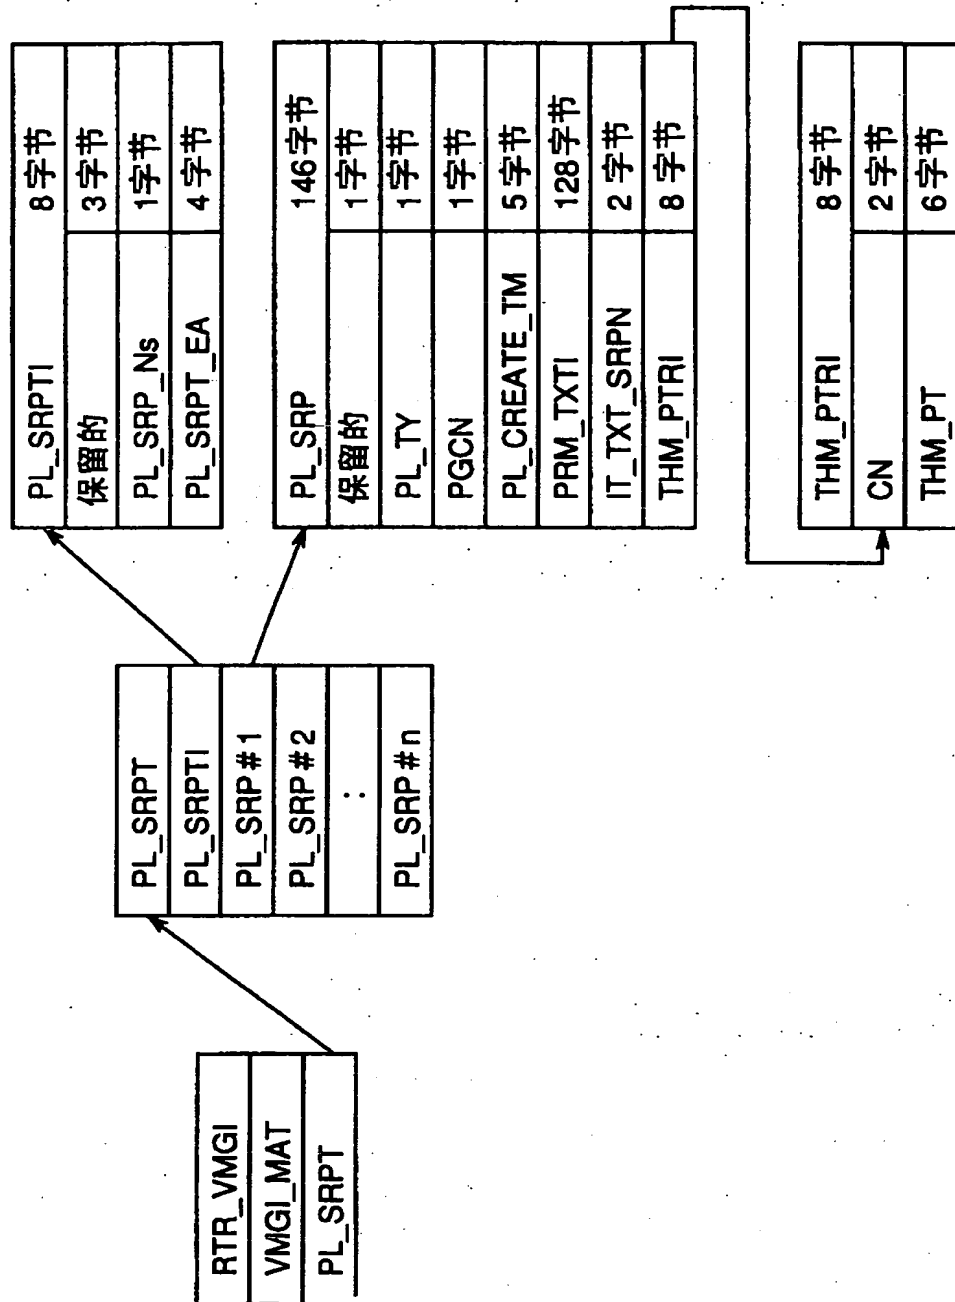 RTR_VMGI
VMGI_MAT
PL_SRPT
PL_SRPT
PL_SRPTI
PL_SRP#1
PL_SRP#2
:
PL_SRP#n
PL_SRPTI 8字节
保留的 3字节
PL_SRP_Ns 1字节
PL_SRPT_EA 4字节
PL_SRP 146字节
保留的 1字节
PL_TY 1字节
PGCN 1字节
PL_CREATE_TM 5字节
PRM_TXTI 128字节
IT_TXT_SRPN 2字节
THM_PTRI 8字节
THM_PTRI 8字节
CN 2字节
THM_PT 6字节